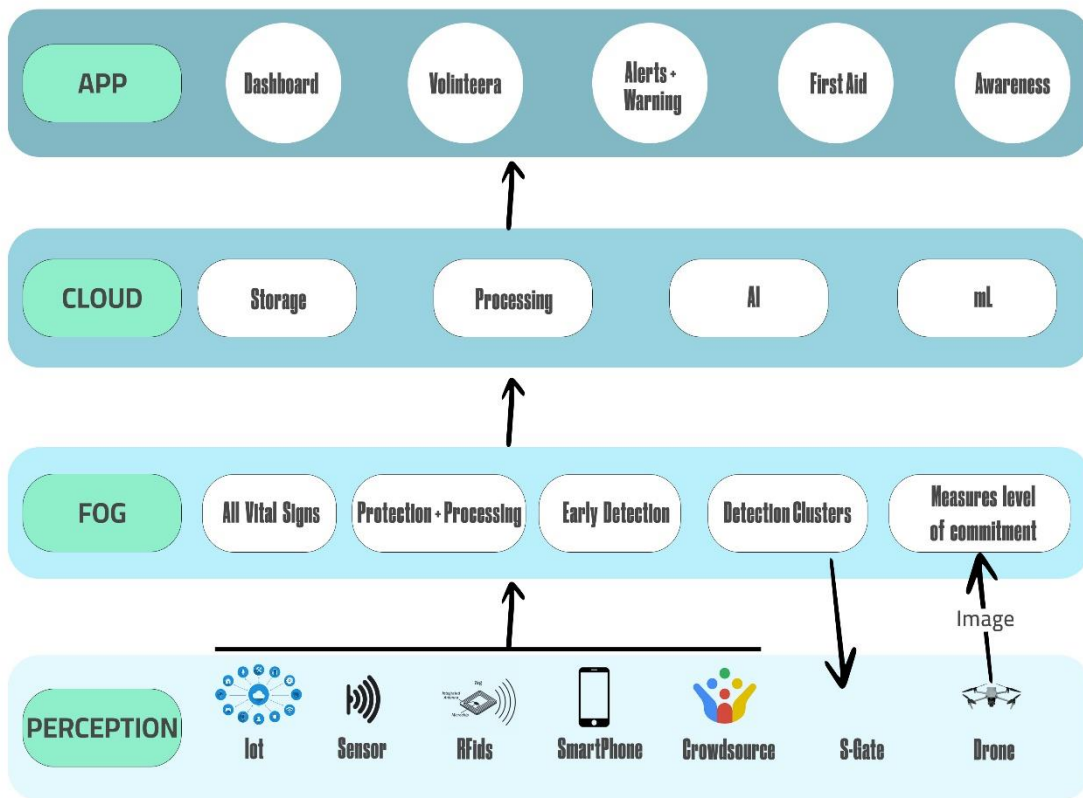 APP
Dashboard
Volinteera
Alerts +
Warning
First Aid
Awareness
CLOUD
Storage
Processing
AI
mL
FOG
All Vital Signs
Protection + Processing
Early Detection
Detection Clusters
Measures level
of commitment
Image
PERCEPTION
Iot
Sensor
RFids
SmartPhone
Crowdsource
S-Gate
Drone